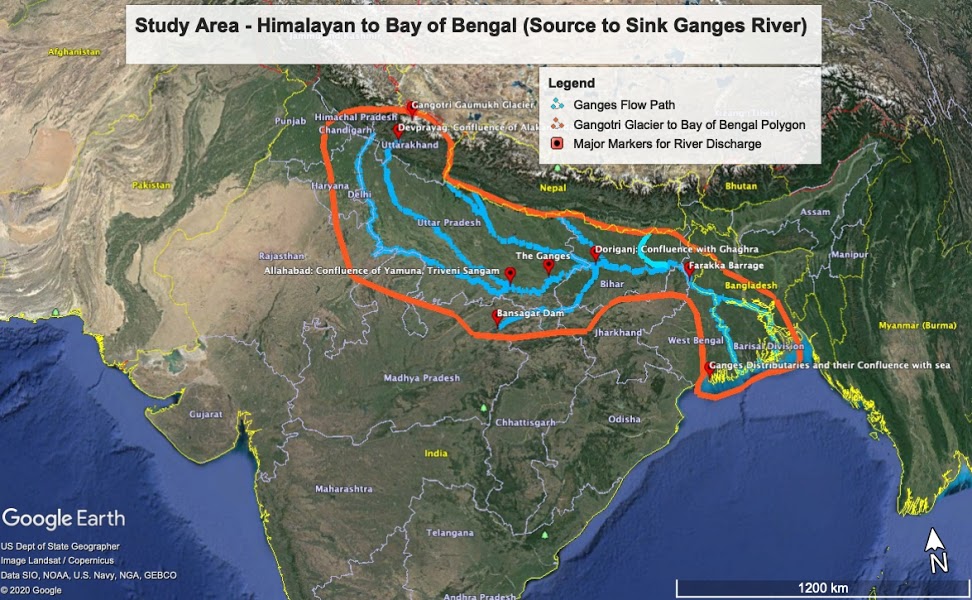 Study Area - Himalayan to Bay of Bengal (Source to Sink Ganges River)
Legend
Ganges Flow Path
Gangotri Glacier to Bay of Bengal Polygon
Major Markers for River Discharge
Afghanistan
Gangotri Gaumukh Glacier
Punjab
Himachal Pradesh
Chandigarh
Devprayag: Confluence of Alak
Uttarakhand
Pakistan
Haryana
Delhi
Nepal
Bhutan
Assam
Uttar Pradesh
Manipur
Rajasthan
The Ganges
Doriganj: Confluence with Ghaghra
Allahabad: Confluence of Yamuna, Triveni Sangam
Farakka Barrage
Bihar
Bangladesh
Bansagar Dam
Myanmar (Burma)
Jharkhand
West Bengal
Barisal Division
Ganges Distributaries and their Confluence with sea
Madhya Pradesh
Gujarat
Chhattisgarh
Odisha
India
Maharashtra
Telangana
Andhra Pradesh
Google Earth
US Dept of State Geographer
Image Landsat / Copernicus
Data SIO, NOAA, U.S. Navy, NGA, GEBCO
© 2020 Google
N
1200 km